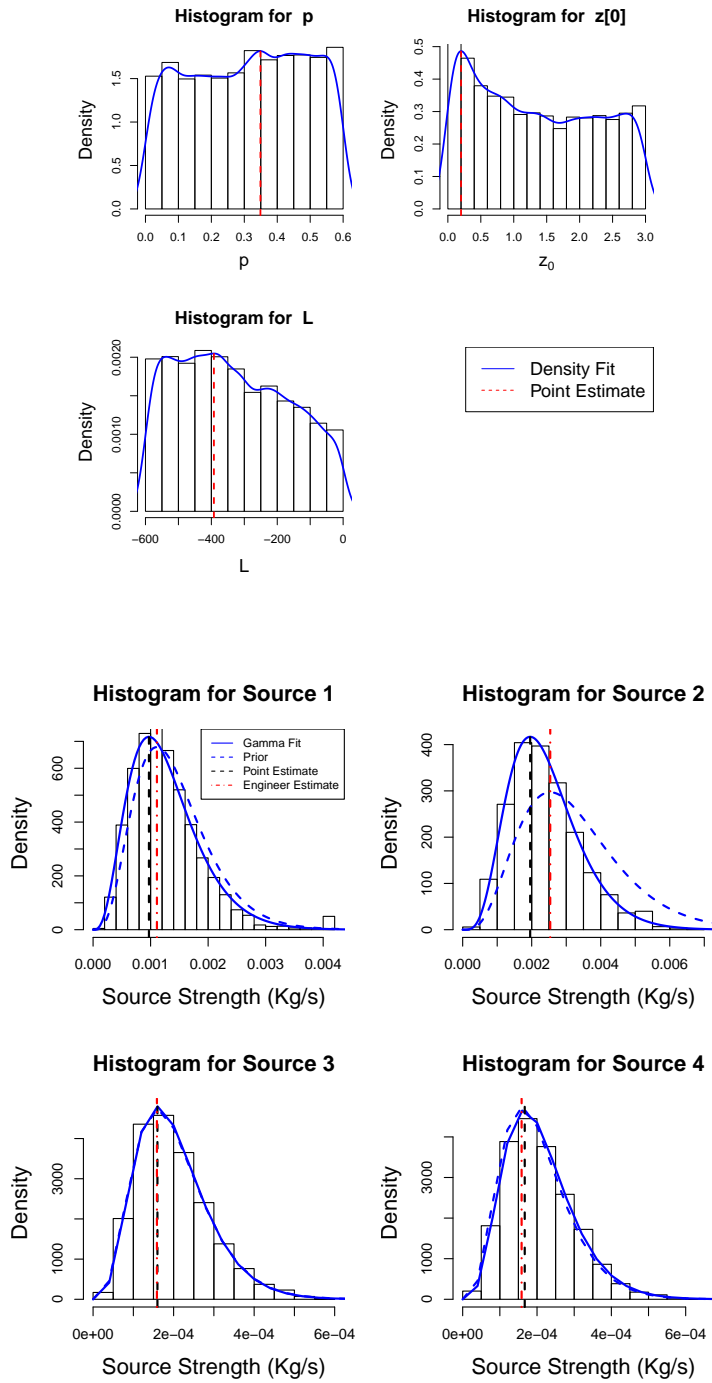 Histogram for p
Density
0.0 0.5 1.0 1.5
0.0 0.1 0.2 0.3 0.4 0.5 0.6
p
Histogram for z[0]
Density
0.0 0.1 0.2 0.3 0.4 0.5
0.0 0.5 1.0 1.5 2.0 2.5 3.0
z0
Histogram for L
Density
0.0000 0.0010 0.0020
−600 −400 −200 0
L
Density Fit
Point Estimate
Histogram for Source 1
Density
0 200 400 600
Gamma Fit
Prior
Point Estimate
Engineer Estimate
0.000 0.001 0.002 0.003 0.004
Source Strength (Kg/s)
Histogram for Source 2
Density
0 100 200 300 400
0.000 0.002 0.004 0.006
Source Strength (Kg/s)
Histogram for Source 3
Density
0 1000 3000
0e+00 2e−04 4e−04 6e−04
Source Strength (Kg/s)
Histogram for Source 4
Density
0 1000 3000
0e+00 2e−04 4e−04 6e−04
Source Strength (Kg/s)